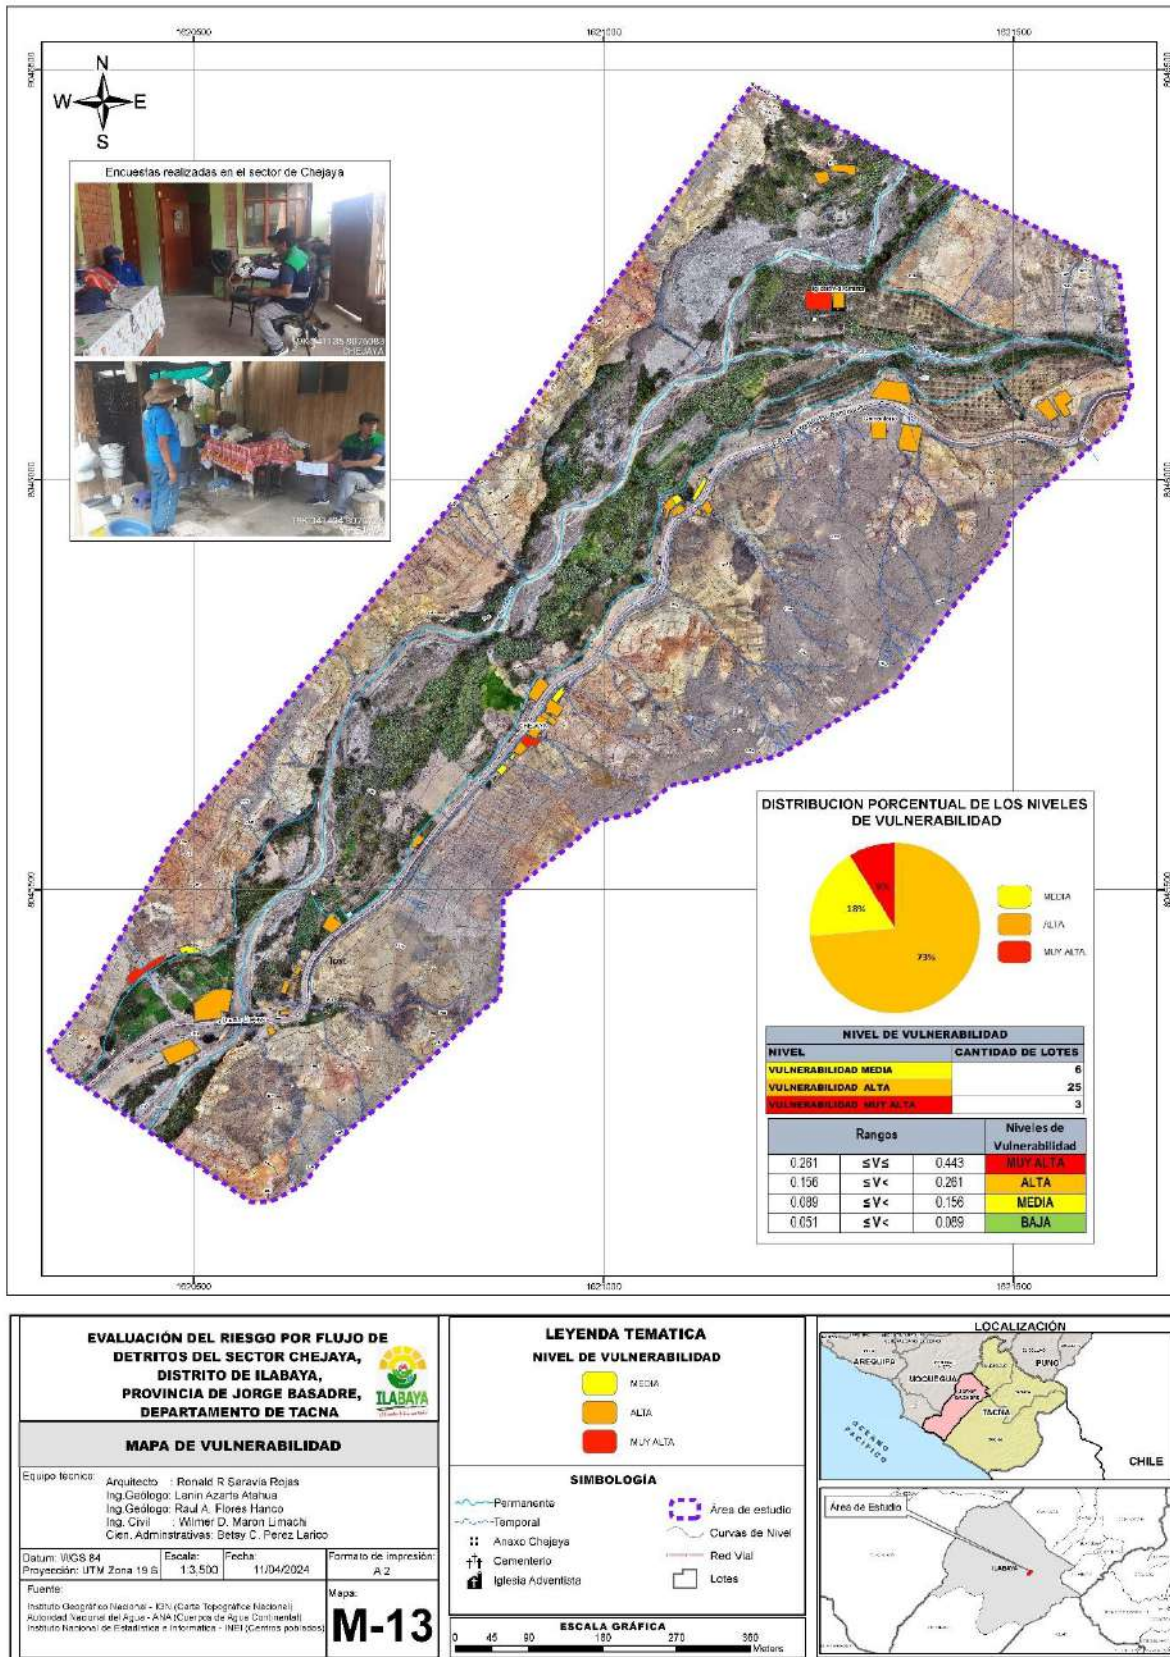 1620500
1621000
1621500
N
W E
S
Encuestas realizadas en el sector de Chejaya
CHEJAYA
DISTRIBUCION PORCENTUAL DE LOS NIVELES
DE VULNERABILIDAD
9%
18%
73%
MEDIA
ALTA
MUY ALTA
NIVEL DE VULNERABILIDAD
NIVEL CANTIDAD DE LOTES
VULNERABILIDAD MEDIA 6
VULNERABILIDAD ALTA 25
VULNERABILIDAD MUY ALTA 3
Rangos Niveles de Vulnerabilidad
0.261 ≤V≤ 0.443 MUY ALTA
0.156 ≤V< 0.261 ALTA
0.089 ≤V< 0.156 MEDIA
0.051 ≤V< 0.089 BAJA
1620500
1621000
1621500
EVALUACIÓN DEL RIESGO POR FLUJO DE
DETRITOS DEL SECTOR CHEJAYA,
DISTRITO DE ILABAYA,
PROVINCIA DE JORGE BASADRE,
DEPARTAMENTO DE TACNA
ILABAYA
MAPA DE VULNERABILIDAD
Equipo técnico:
Arquitecto : Ronald R Saravia Rojas
Ing.Geólogo: Lenin Azarte Atahua
Ing.Geólogo: Raul A. Flores Hanco
Ing. Civil : Wilmer D. Maron Limachi
Cien. Adminstrativas: Betsy C. Perez Larico
Datum: WGS 84
Proyección: UTM Zona 19 S
Escala:
1:3,500
Fecha:
11/04/2024
Formato de impresión:
A 2
Fuente:
Instituto Geográfico Nacional - IGN (Carta Topográfica Nacional)
Autoridad Nacional del Agua - ANA (Cuerpos de Agua Continental)
Instituto Nacional de Estadística e Informatica - INEI (Centros poblados)
Mapa:
M-13
LEYENDA TEMATICA
NIVEL DE VULNERABILIDAD
MEDIA
ALTA
MUY ALTA
SIMBOLOGÍA
Permanente
Temporal
Anexo Chejaya
Cementerio
Iglesia Adventista
Área de estudio
Curvas de Nivel
Red Vial
Lotes
ESCALA GRÁFICA
0 45 90 180 270 360
Meters
LOCALIZACIÓN
AREQUIPA
MOQUEGUA
PUNO
TACNA
OCEANO
PACIFICO
CHILE
Área de Estudio
ILABAYA